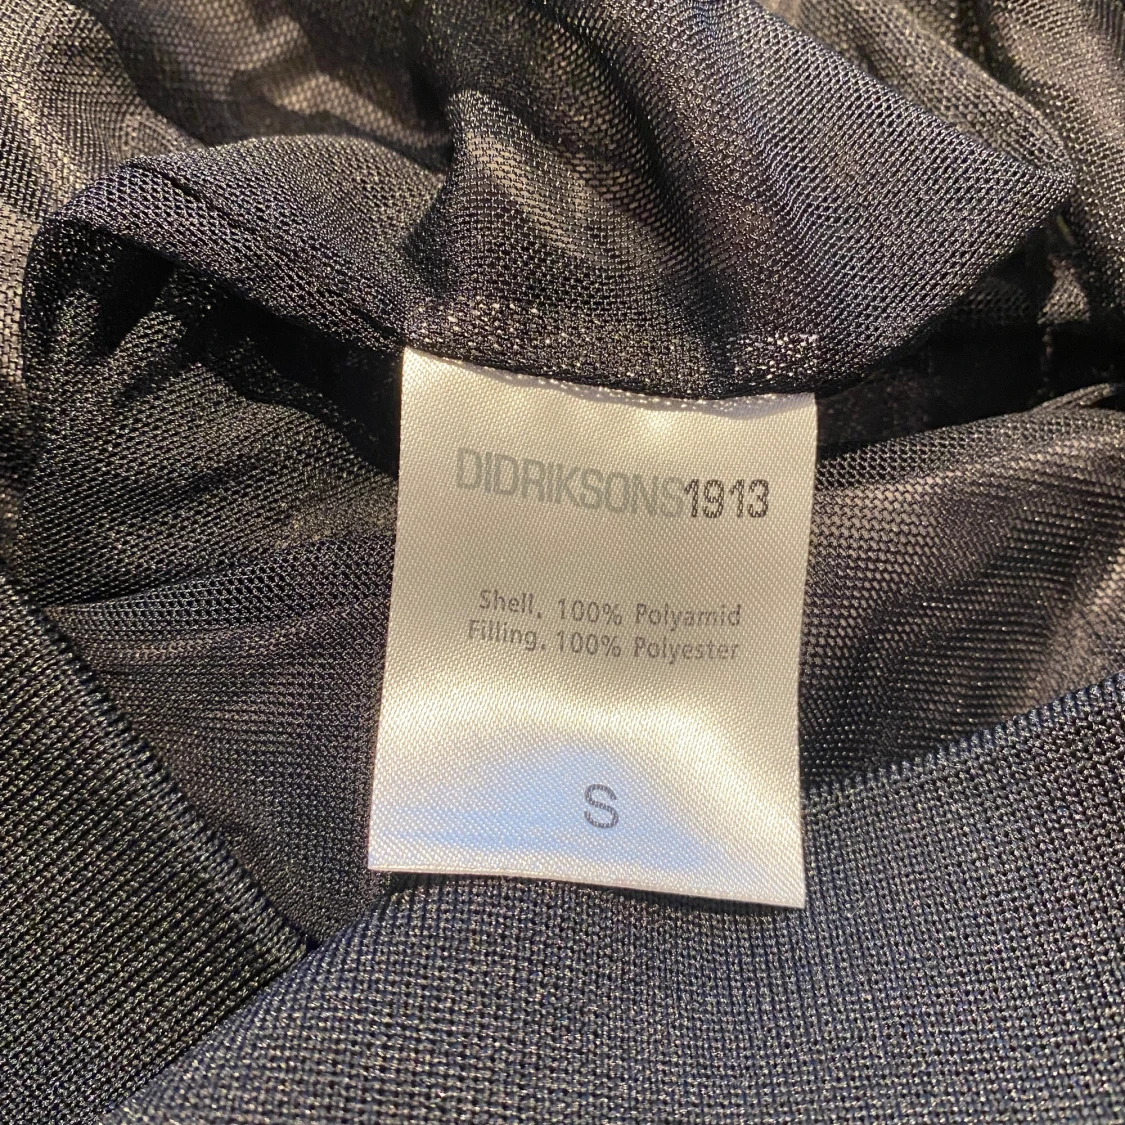 DIDRIKSONS1913
Shell, 100% Polyamid
Filling, 100% Polyester
S